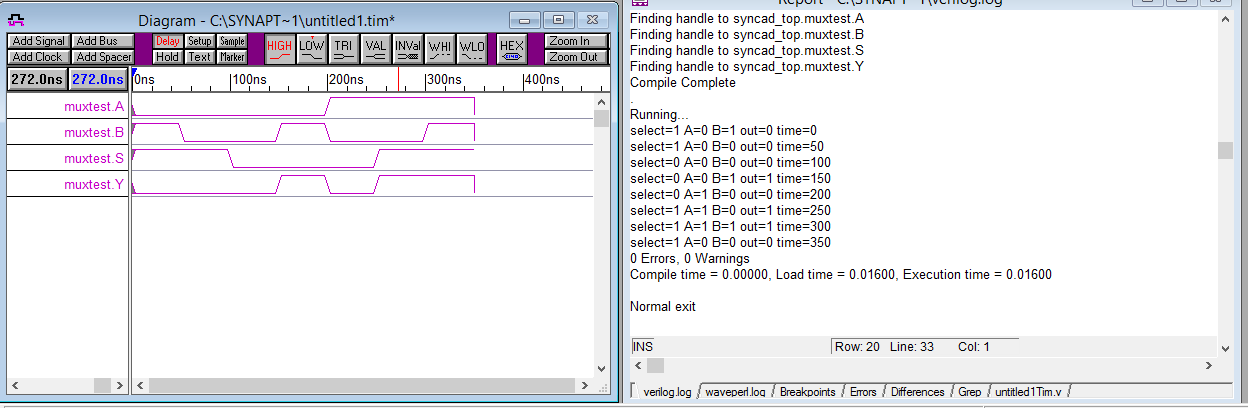 Diagram - C:\SYNAPT~1\untitled1.tim*
Add Signal Add Bus Delay Setup Sample HIGH LOW TRI VAL INVal WHI WLO HEX Zoom In
Add Clock Add Spacer Hold Text Marker Zoom Out
272.0ns 272.0ns 0ns 100ns 200ns 300ns 400ns
muxtest.A
muxtest.B
muxtest.S
muxtest.Y
Report - C:\SYNAPT~1\verilog.log
Finding handle to syncad_top.muxtest.A
Finding handle to syncad_top.muxtest.B
Finding handle to syncad_top.muxtest.S
Finding handle to syncad_top.muxtest.Y
Compile Complete
.
Running...
select=1 A=0 B=1 out=0 time=0
select=1 A=0 B=0 out=0 time=50
select=0 A=0 B=0 out=0 time=100
select=0 A=0 B=1 out=1 time=150
select=0 A=1 B=0 out=0 time=200
select=1 A=1 B=0 out=1 time=250
select=1 A=1 B=1 out=1 time=300
select=1 A=0 B=0 out=0 time=350
0 Errors, 0 Warnings
Compile time = 0.00000, Load time = 0.01600, Execution time = 0.01600
Normal exit
INS Row: 20 Line: 33 Col: 1
verilog.log waveperl.log Breakpoints Errors Differences Grep untitled1Tim.v